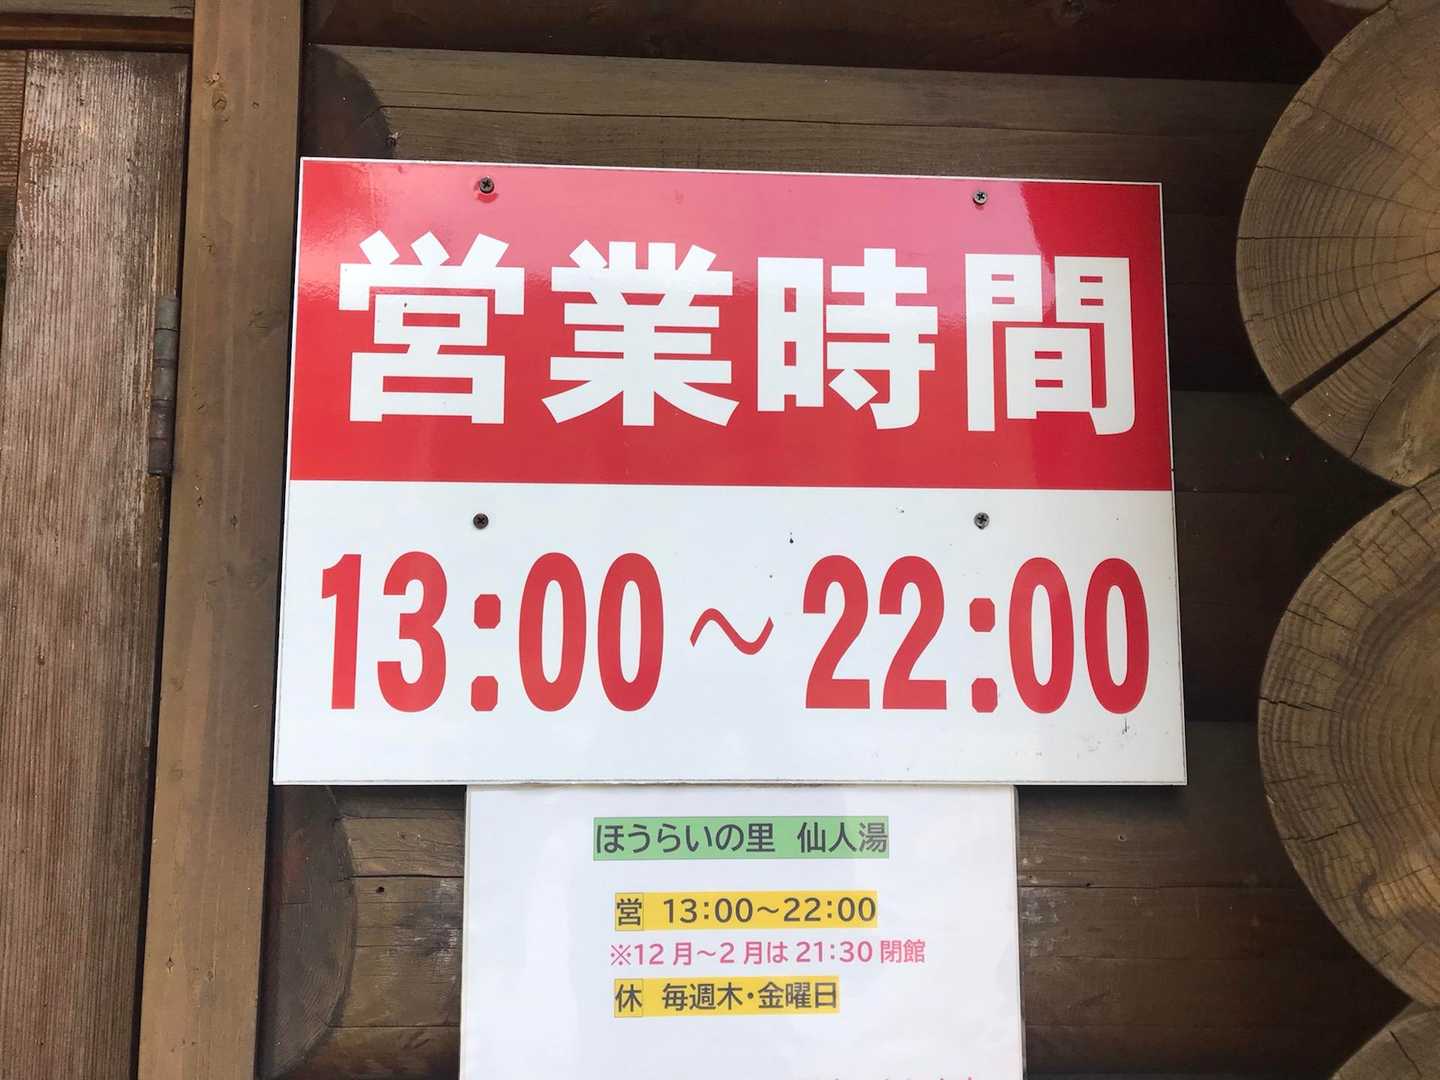 営業時間
13:00～22:00
ほうらいの里 仙人湯
営 13:00～22:00
※12月～2月は21:30閉館
休 毎週木・金曜日